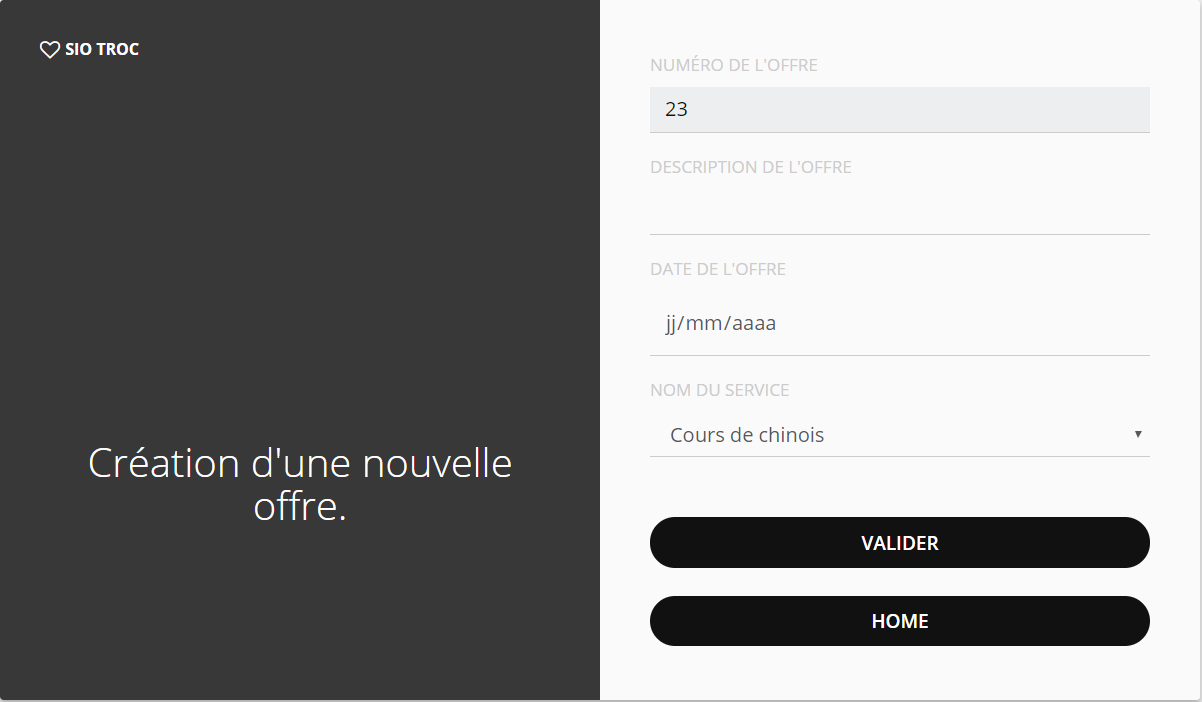 SIO TROC
Création d'une nouvelle
offre.
NUMÉRO DE L'OFFRE
23
DESCRIPTION DE L'OFFRE
DATE DE L'OFFRE
jj/mm/aaaa
NOM DU SERVICE
Cours de chinois
VALIDER
HOME